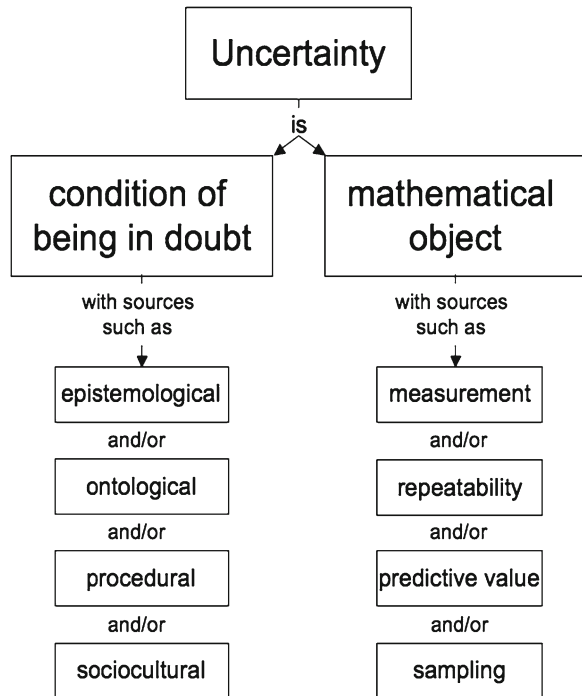 Uncertainty
is
condition of
being in doubt
with sources
such as
epistemological
and/or
ontological
and/or
procedural
and/or
sociocultural
mathematical
object
with sources
such as
measurement
and/or
repeatability
and/or
predictive value
and/or
sampling